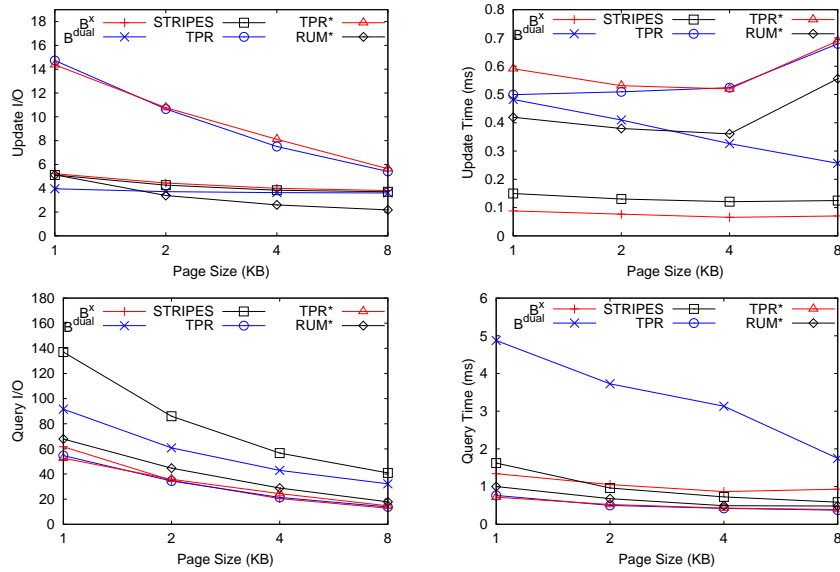 Update I/O
18
16
14
12
10
8
6
4
2
0
B^x STRIPES TPR*
B^dual TPR RUM*
1 2 4 8
Page Size (KB)
Update Time (ms)
0.8
0.7
0.6
0.5
0.4
0.3
0.2
0.1
0
B^x STRIPES TPR*
B^dual TPR RUM*
1 2 4 8
Page Size (KB)
Query I/O
180
160
140
120
100
80
60
40
20
0
B^x STRIPES TPR*
B^dual TPR RUM*
1 2 4 8
Page Size (KB)
Query Time (ms)
6
5
4
3
2
1
0
B^x STRIPES TPR*
B^dual TPR RUM*
1 2 4 8
Page Size (KB)